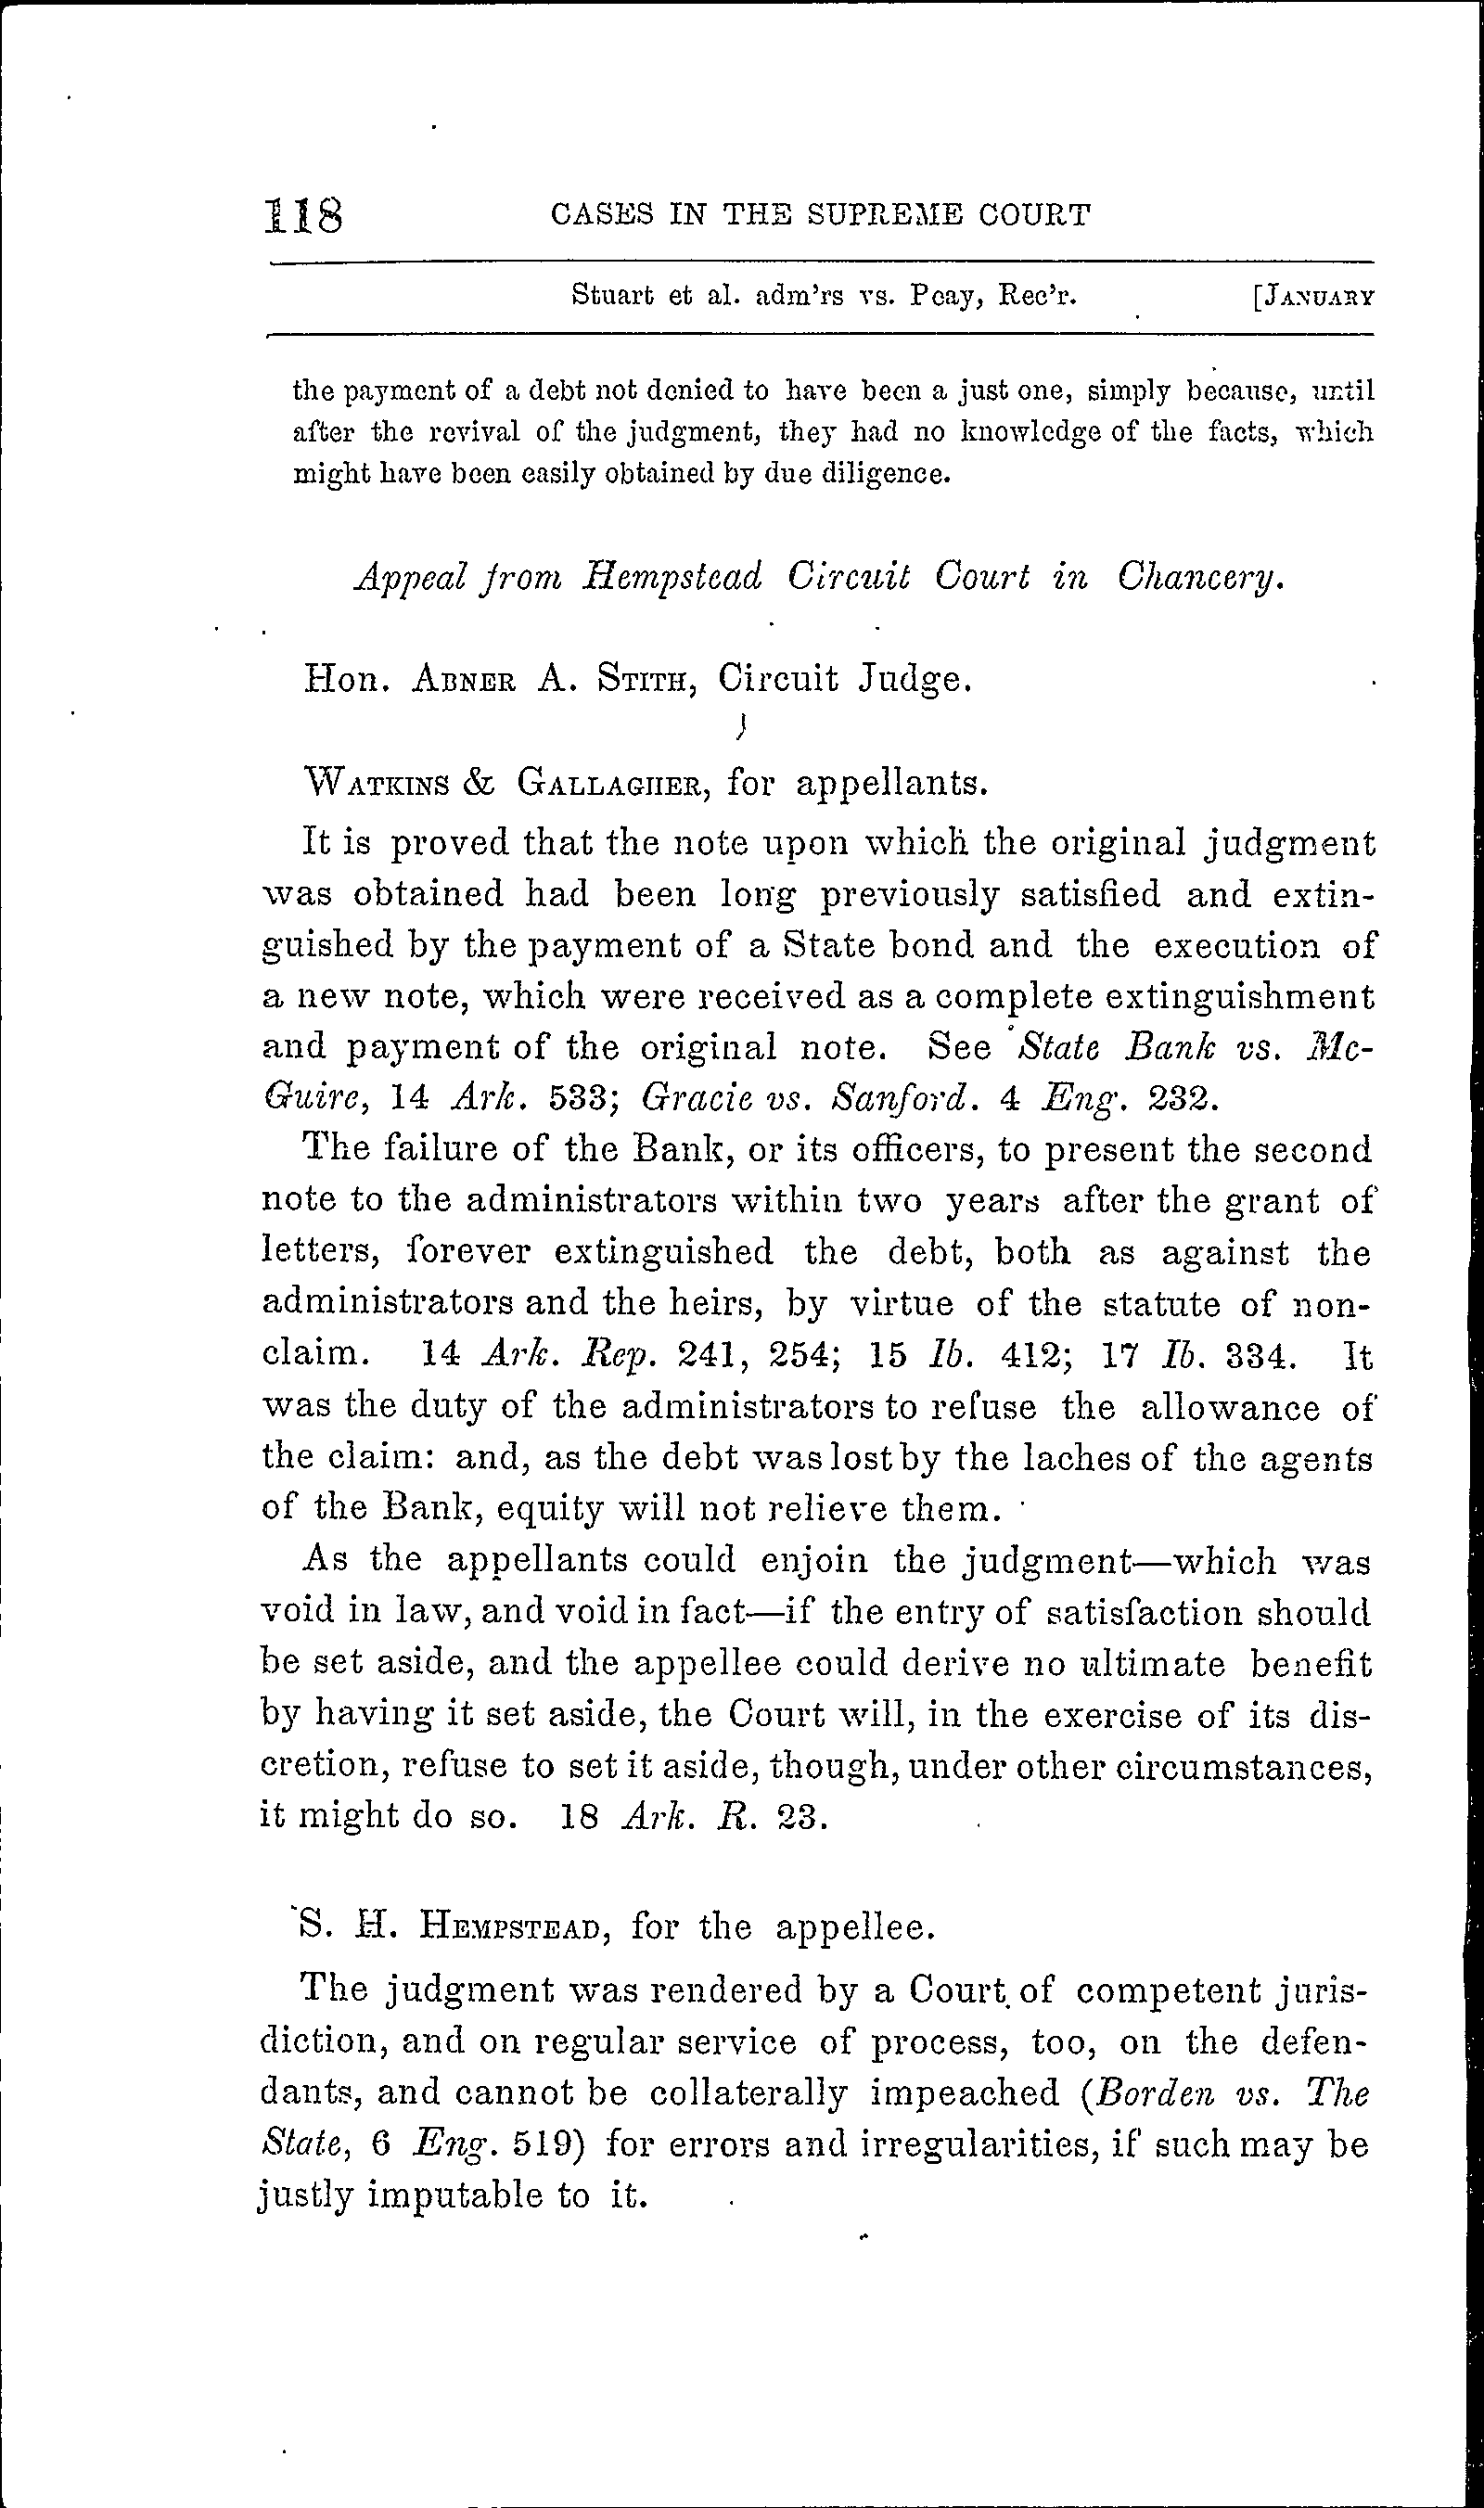 118 CASES IN THE SUPREME COURT
Stuart et al. adm'rs vs. Peay, Rec'r. [JANUARY
the payment of a debt not denied to have been a just one, simply because, until
after the revival of the judgment, they had no knowledge of the facts, which
might have been easily obtained by due diligence.
Appeal from Hempstead Circuit Court in Chancery.
Hon. ABNER A. STITH, Circuit Judge.
WATKINS & GALLAGHER, for appellants.
It is proved that the note upon which the original judgment
was obtained had been long previously satisfied and extin-
guished by the payment of a State bond and the execution of
a new note, which were received as a complete extinguishment
and payment of the original note. See State Bank vs. Mc-
Guire, 14 Ark. 533; Gracie vs. Sanford. 4 Eng. 232.
The failure of the Bank, or its officers, to present the second
note to the administrators within two years after the grant of
letters, forever extinguished the debt, both as against the
administrators and the heirs, by virtue of the statute of non-
claim. 14 Ark. Rep. 241, 254; 15 Ib. 412; 17 Ib. 334. It
was the duty of the administrators to refuse the allowance of
the claim: and, as the debt was lost by the laches of the agents
of the Bank, equity will not relieve them.
As the appellants could enjoin the judgment—which was
void in law, and void in fact—if the entry of satisfaction should
be set aside, and the appellee could derive no ultimate benefit
by having it set aside, the Court will, in the exercise of its dis-
cretion, refuse to set it aside, though, under other circumstances,
it might do so. 18 Ark. R. 23.
S. H. HEMPSTEAD, for the appellee.
The judgment was rendered by a Court of competent juris-
diction, and on regular service of process, too, on the defen-
dants, and cannot be collaterally impeached (Borden vs. The
State, 6 Eng. 519) for errors and irregularities, if such may be
justly imputable to it.